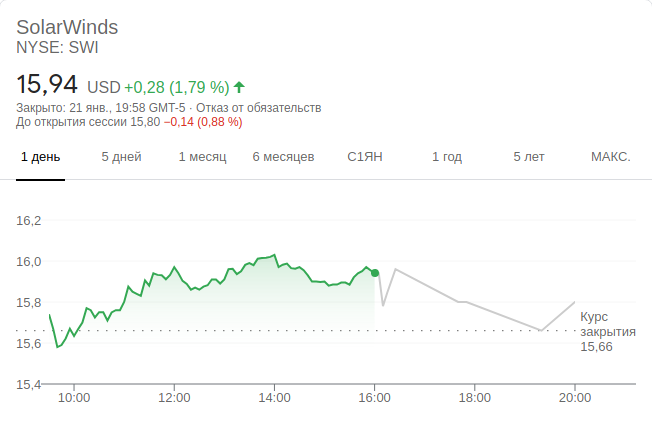 SolarWinds
NYSE: SWI
15,94 USD +0,28 (1,79 %)
Закрыто: 21 янв., 19:58 GMT-5 · Отказ от обязательств
До открытия сессии 15,80 −0,14 (0,88 %)
1 день 5 дней 1 месяц 6 месяцев С1ЯН 1 год 5 лет МАКС.
16,2
16,0
15,8
Курс
закрытия
15,66
15,6
15,4
10:00 12:00 14:00 16:00 18:00 20:00